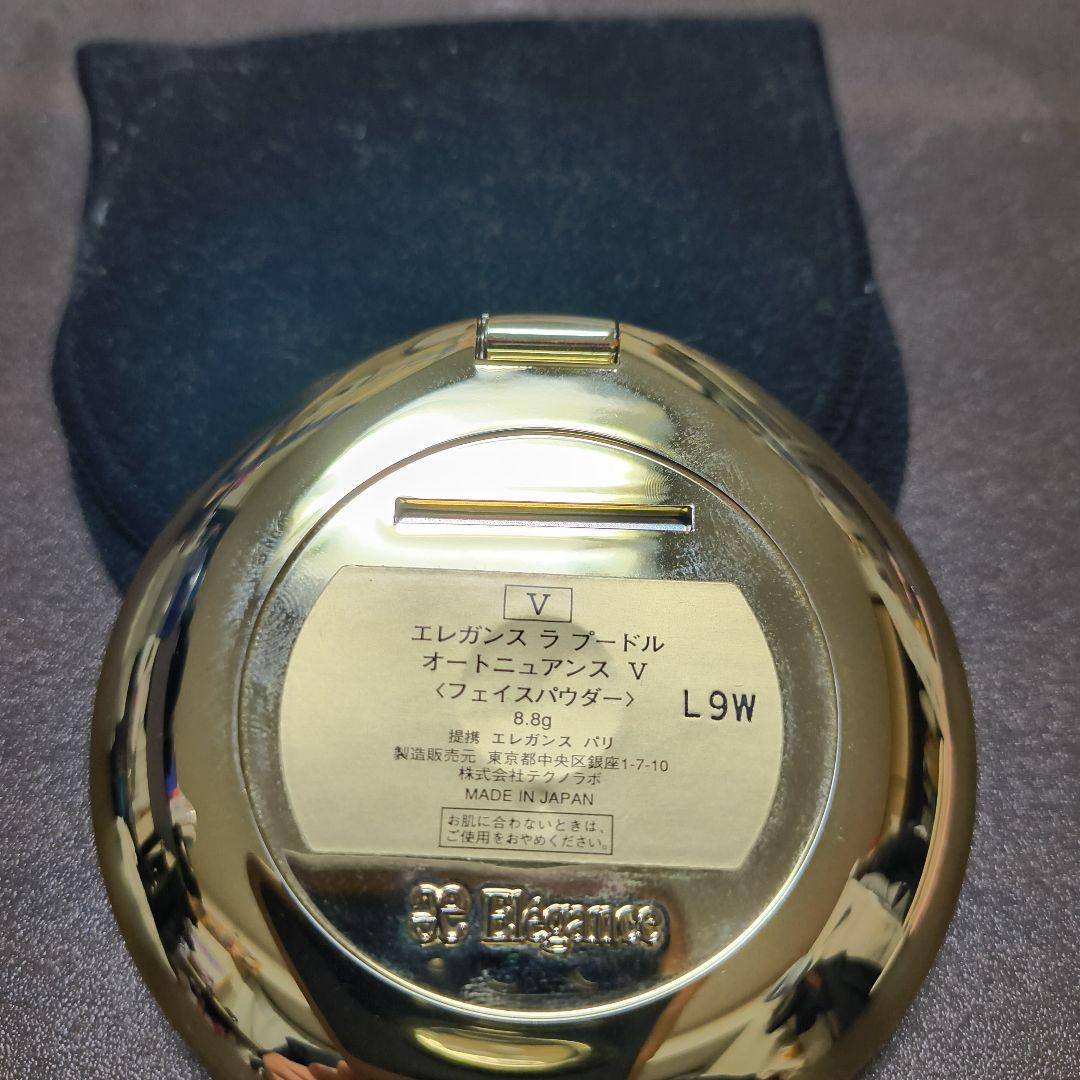 V
エレガンス ラ プードル
オートニュアンス V
〈フェイスパウダー〉
L9W
8.8g
提携 エレガンス パリ
製造販売元 東京都中央区銀座1-7-10
株式会社テクノラボ
MADE IN JAPAN
お肌に合わないときは、
ご使用をおやめください。
Elégance